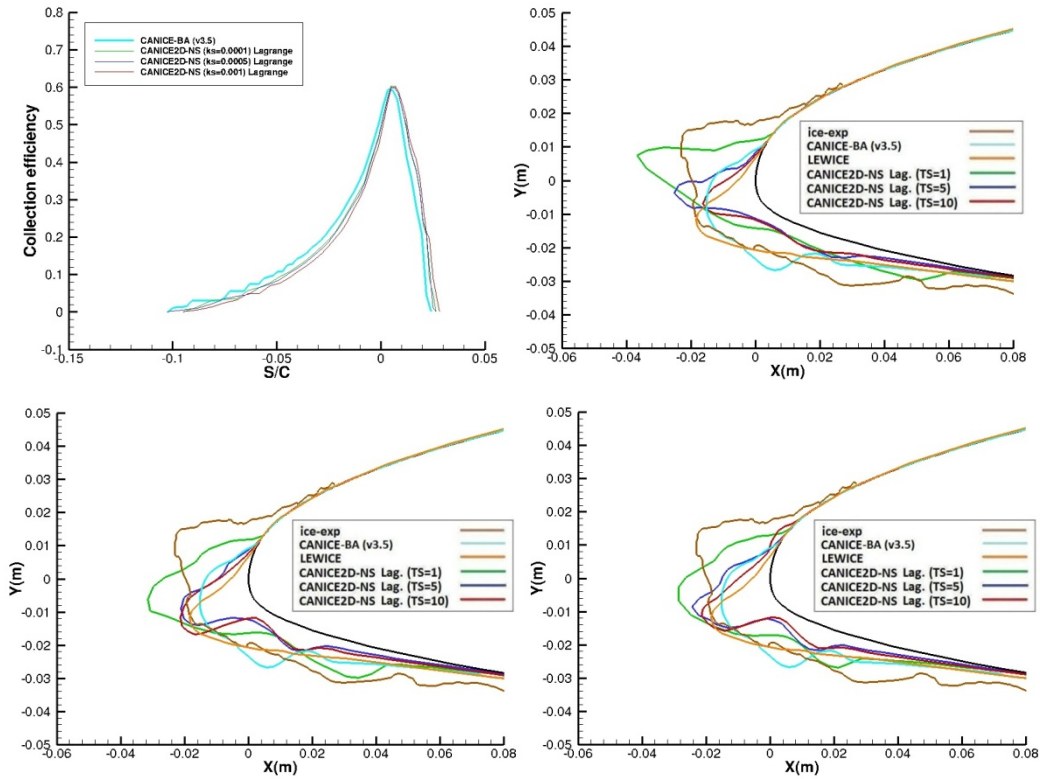 CANICE-BA (v3.5)
CANICE2D-NS (ks=0.0001) Lagrange
CANICE2D-NS (ks=0.0005) Lagrange
CANICE2D-NS (ks=0.001) Lagrange
Collection efficiency
0.8
0.7
0.6
0.5
0.4
0.3
0.2
0.1
0
0.1
-0.15
-0.1
-0.05
0
0.05
S/C
Y(m)
0.05
0.04
0.03
0.02
0.01
0
-0.01
-0.02
-0.03
-0.04
-0.05
ice-exp
CANICE-BA (v3.5)
LEWICE
CANICE2D-NS Lag. (TS=1)
CANICE2D-NS Lag. (TS=5)
CANICE2D-NS Lag. (TS=10)
-0.06
-0.04
-0.02
0
0.02
0.04
0.06
0.08
X(m)
Y(m)
0.05
0.04
0.03
0.02
0.01
0
-0.01
-0.02
-0.03
-0.04
-0.05
ice-exp
CANICE-BA (v3.5)
LEWICE
CANICE2D-NS Lag. (TS=1)
CANICE2D-NS Lag. (TS=5)
CANICE2D-NS Lag. (TS=10)
-0.06
-0.04
-0.02
0
0.02
0.04
0.06
0.08
X(m)
Y(m)
0.05
0.04
0.03
0.02
0.01
0
-0.01
-0.02
-0.03
-0.04
-0.05
ice-exp
CANICE-BA (v3.5)
LEWICE
CANICE2D-NS Lag. (TS=1)
CANICE2D-NS Lag. (TS=5)
CANICE2D-NS Lag. (TS=10)
-0.06
-0.04
-0.02
0
0.02
0.04
0.06
0.08
X(m)